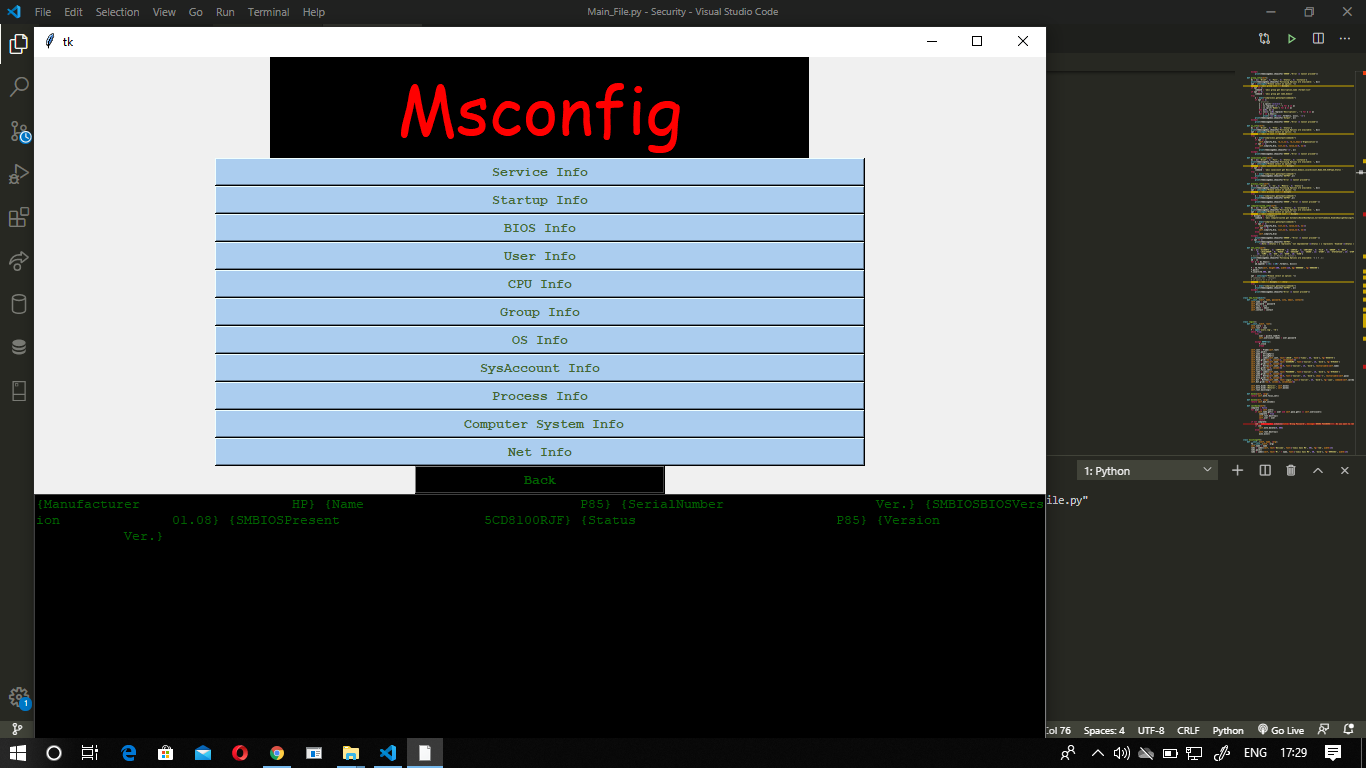 File Edit Selection View Go Run Terminal Help Main_File.py - Security - Visual Studio Code
tk
Msconfig
Service Info
Startup Info
BIOS Info
User Info
CPU Info
Group Info
OS Info
SysAccount Info
Process Info
Computer System Info
Net Info
Back
1: Python
ile.py"
{Manufacturer HP} {Name P85} {SerialNumber Ver.} {SMBIOSBIOSVers
ion 01.08} {SMBIOSPresent 5CD8100RJF} {Status P85} {Version
Ver.}
1
Col 76 Spaces: 4 UTF-8 CRLF Python Go Live
ENG 17:29